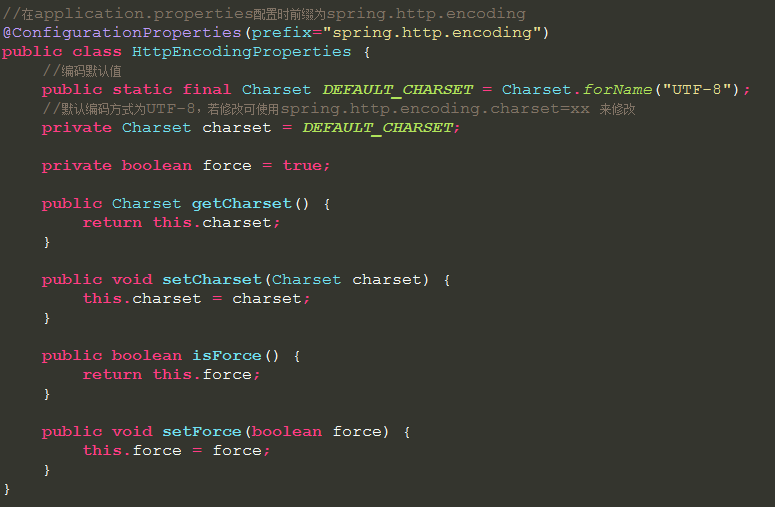 //在application.properties配置时前缀为spring.http.encoding
@ConfigurationProperties(prefix="spring.http.encoding")
public class HttpEncodingProperties {
    //编码默认值
    public static final Charset DEFAULT_CHARSET = Charset.forName("UTF-8");
    //默认编码方式为UTF-8，若修改可使用spring.http.encoding.charset=xx 来修改
    private Charset charset = DEFAULT_CHARSET;

    private boolean force = true;

    public Charset getCharset() {
        return this.charset;
    }

    public void setCharset(Charset charset) {
        this.charset = charset;
    }

    public boolean isForce() {
        return this.force;
    }

    public void setForce(boolean force) {
        this.force = force;
    }
}